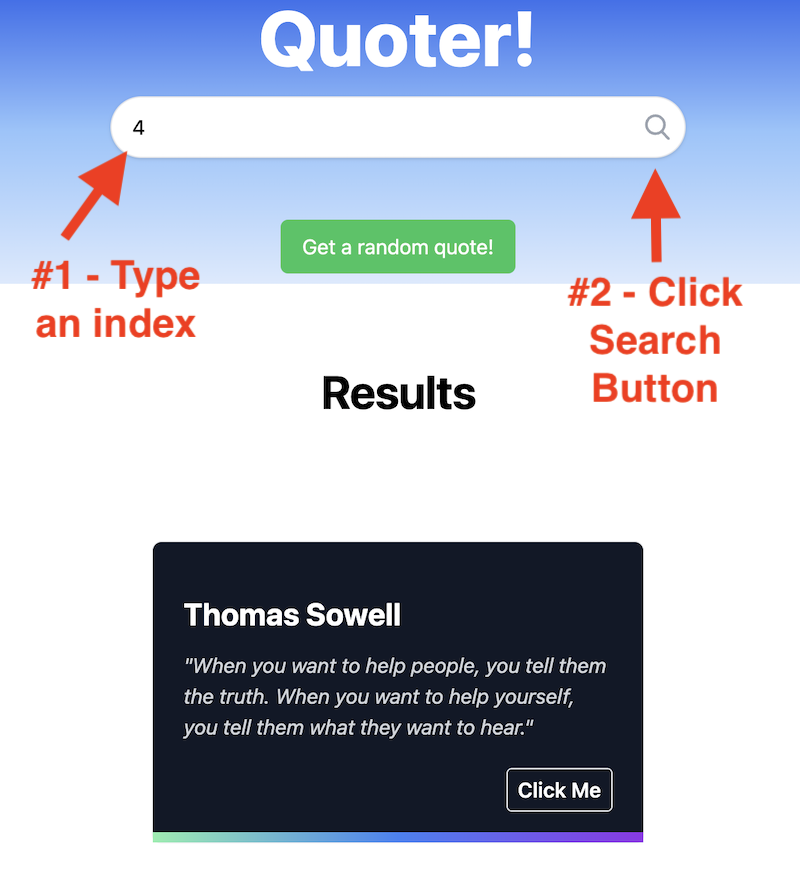 Quoter!
4
Get a random quote!
#1 - Type
an index
#2 - Click
Search
Button
Results
Thomas Sowell
"When you want to help people, you tell them
the truth. When you want to help yourself,
you tell them what they want to hear."
Click Me